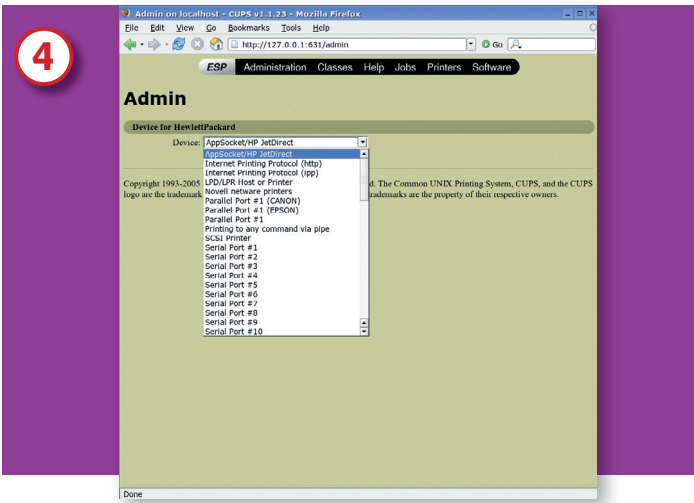 4
Admin on localhost - CUPS v1.1.23 - Mozilla Firefox
File Edit View Go Bookmarks Tools Help
http://127.0.0.1:631/admin Go
ESP Administration Classes Help Jobs Printers Software
Admin
Device for HewlettPackard
Device: AppSocket/HP JetDirect
AppSocket/HP JetDirect
Internet Printing Protocol (http)
Internet Printing Protocol (ipp)
LPD/LPR Host or Printer
Novell netware printers
Parallel Port #1 (CANON)
Parallel Port #1 (EPSON)
Parallel Port #1
Printing to any command via pipe
SCSI Printer
Serial Port #1
Serial Port #2
Serial Port #3
Serial Port #4
Serial Port #5
Serial Port #6
Serial Port #7
Serial Port #8
Serial Port #9
Serial Port #10
Copyright 1993-2005 d. The Common UNIX Printing System, CUPS, and the CUPS
logo are the trademark rademarks are the property of their respective owners.
Done